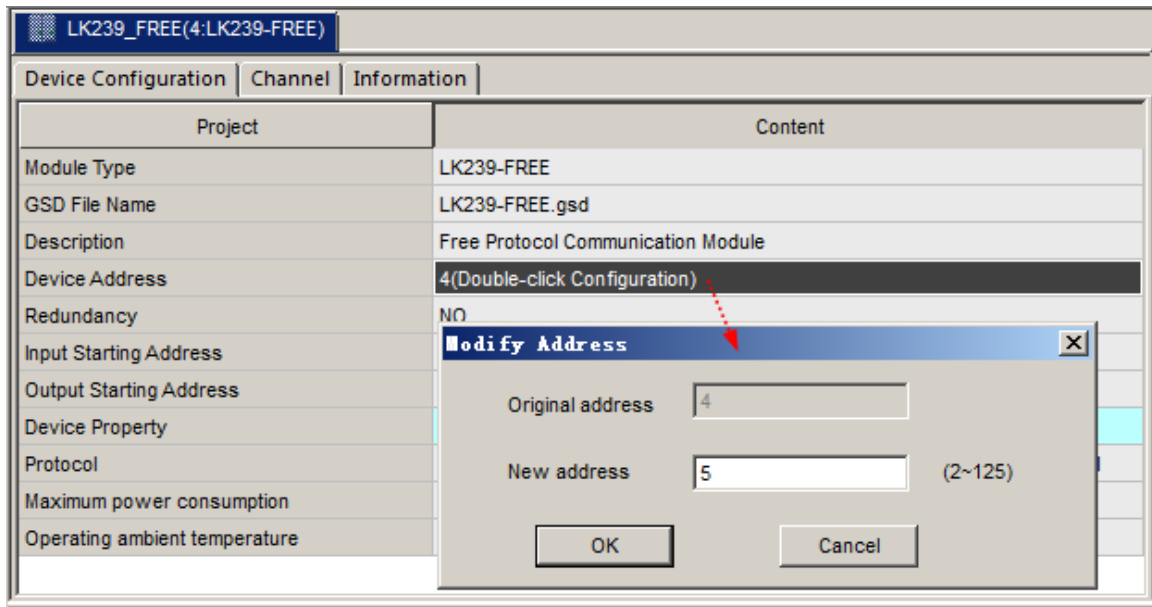 LK239_FREE(4:LK239-FREE)
Device Configuration Channel Information
Project Content
Module Type LK239-FREE
GSD File Name LK239-FREE.gsd
Description Free Protocol Communication Module
Device Address 4(Double-click Configuration)
Redundancy NO
Input Starting Address
Output Starting Address
Device Property
Protocol
Maximum power consumption
Operating ambient temperature
Modify Address
Original address 4
New address 5 (2~125)
OK Cancel